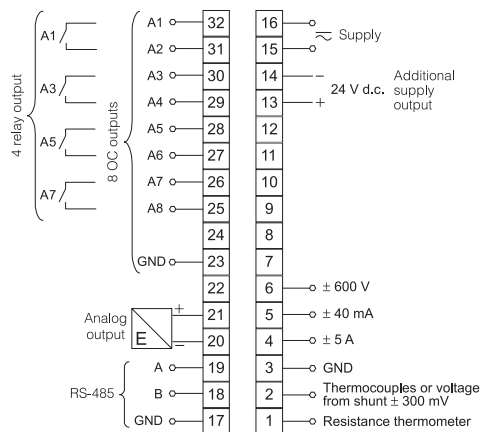 4 relay output
A1
A3
A5
A7
8 OC outputs
A1 32
A2 31
A3 30
A4 29
A5 28
A6 27
A7 26
A8 25
24
GND 23
22
Analog output
E
+ 21
− 20
RS-485
A 19
B 18
GND 17
16
Supply
15
14 −
24 V d.c.
13 +
Additional
supply
output
12
11
10
9
8
7
6 ± 600 V
5 ± 40 mA
4 ± 5 A
3 GND
2 Thermocouples or voltage
from shunt ± 300 mV
1 Resistance thermometer